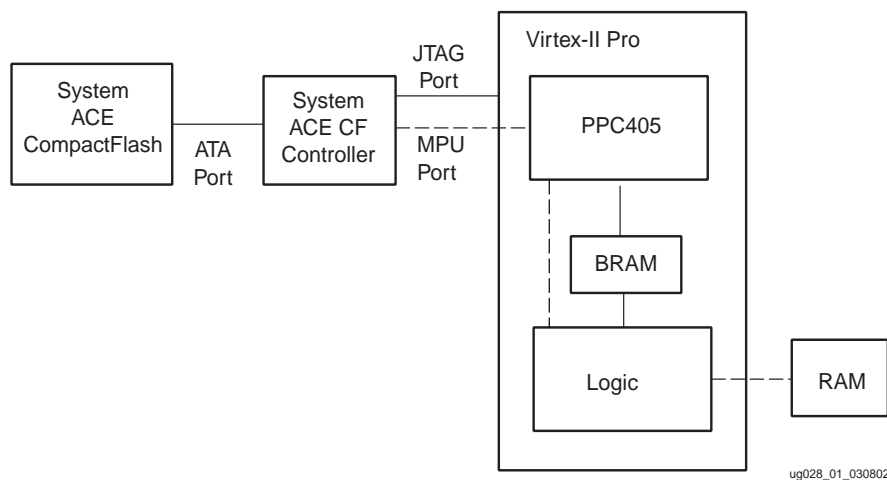 Virtex-II Pro
JTAG
Port
System
ACE
CompactFlash
System
ACE CF
Controller
PPC405
ATA
Port
MPU
Port
BRAM
Logic
RAM
ug028_01_030802